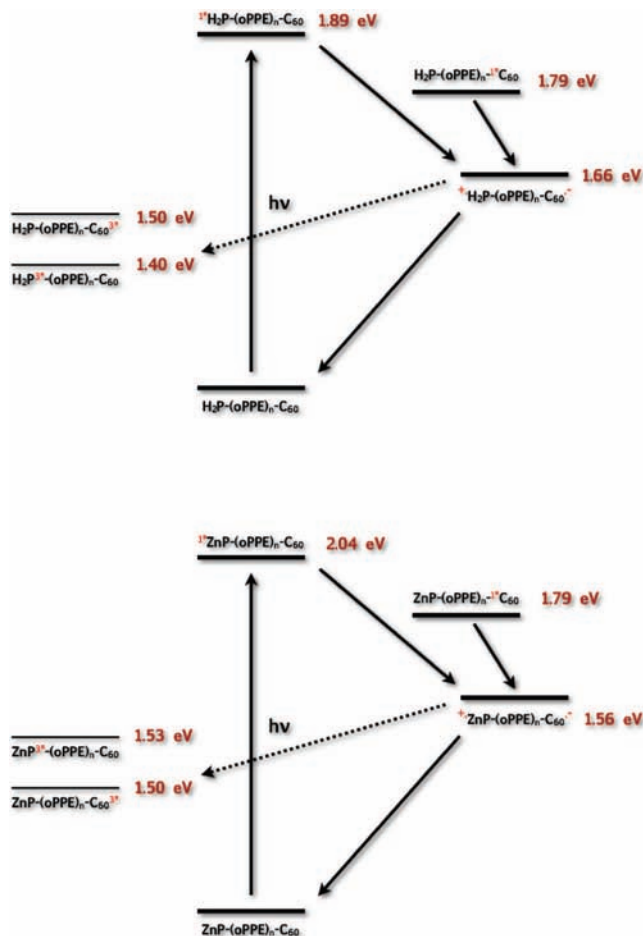 ¹*H₂P-(oPPE)ₙ-C₆₀ 1.89 eV
H₂P-(oPPE)ₙ-¹*C₆₀ 1.79 eV
1.66 eV
⁺·H₂P-(oPPE)ₙ-C₆₀·⁻
hν
1.50 eV
H₂P-(oPPE)ₙ-C₆₀³*
1.40 eV
H₂P³*-(oPPE)ₙ-C₆₀
H₂P-(oPPE)ₙ-C₆₀
¹*ZnP-(oPPE)ₙ-C₆₀ 2.04 eV
ZnP-(oPPE)ₙ-¹*C₆₀ 1.79 eV
⁺·ZnP-(oPPE)ₙ-C₆₀·⁻ 1.56 eV
hν
1.53 eV
ZnP³*-(oPPE)ₙ-C₆₀
1.50 eV
ZnP-(oPPE)ₙ-C₆₀³*
ZnP-(oPPE)ₙ-C₆₀